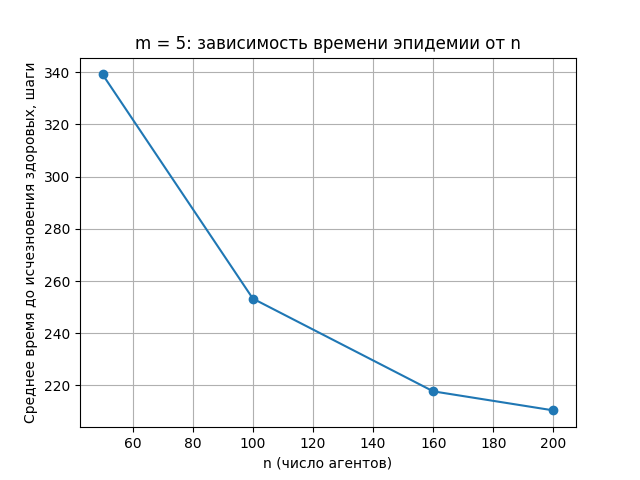 m = 5: зависимость времени эпидемии от n
Среднее время до исчезновения здоровых, шаги
340
320
300
280
260
240
220
60 80 100 120 140 160 180 200
n (число агентов)